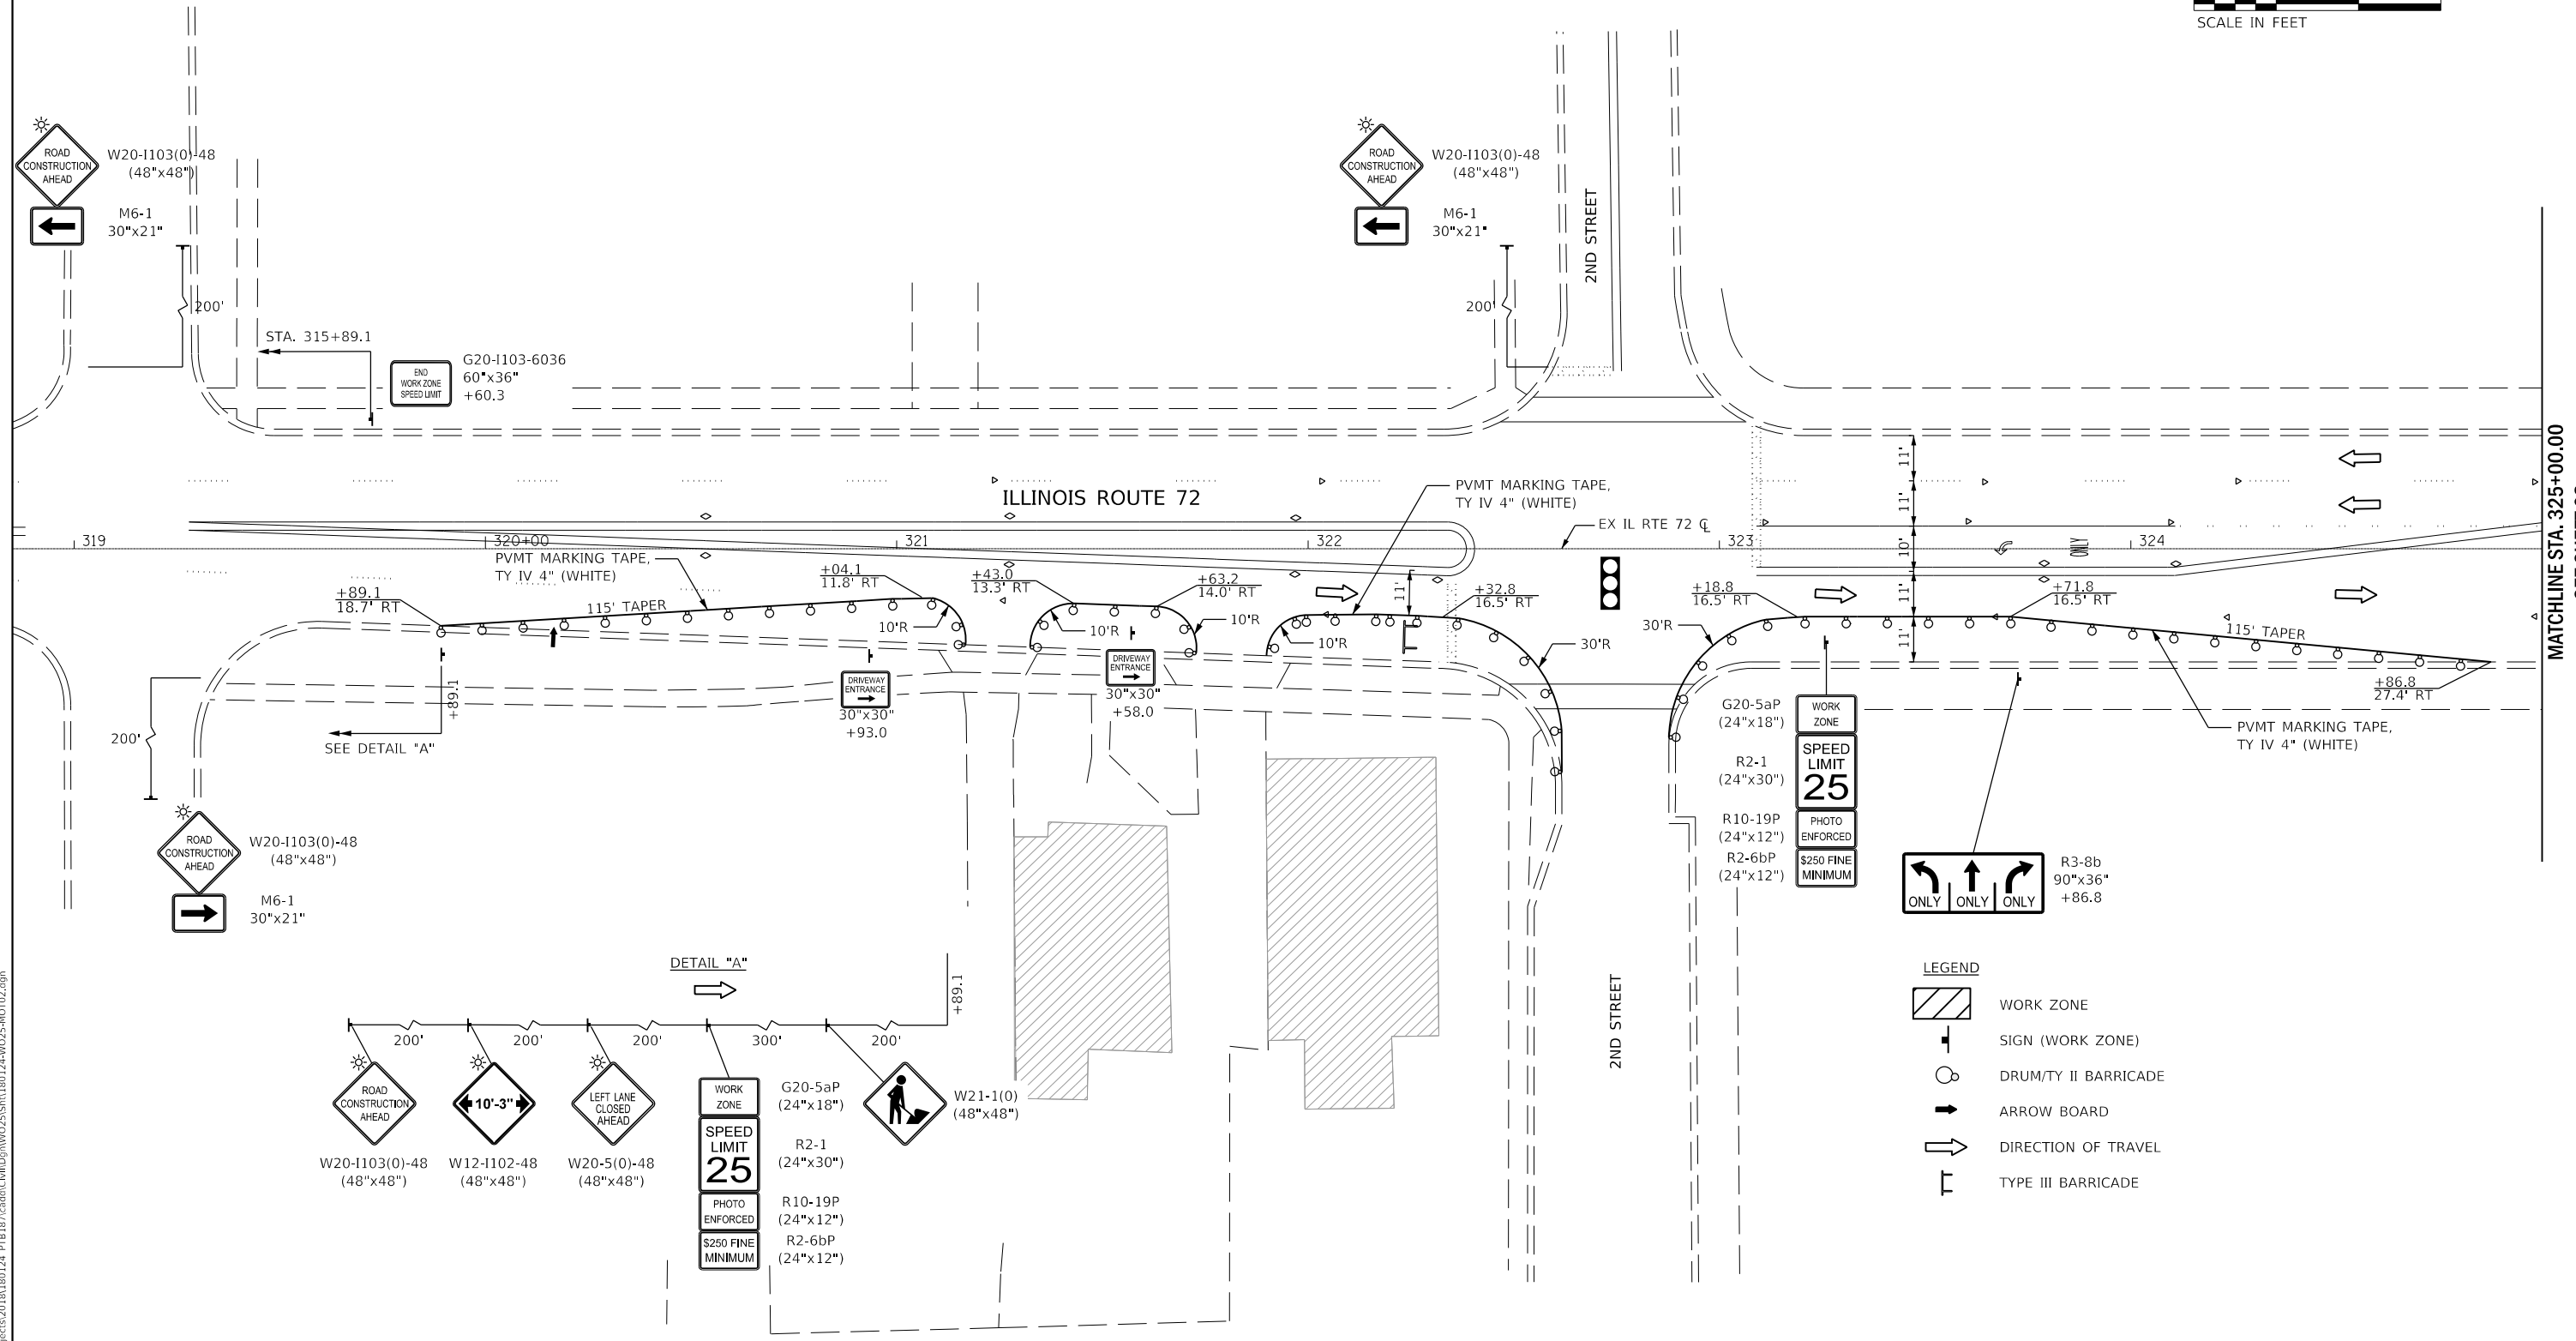 SCALE IN FEET
ROAD
CONSTRUCTION
AHEAD
W20-I103(0)-48
(48"x48")
M6-1
30"x21"
200'
STA. 315+89.1
END
WORK ZONE
SPEED LIMIT
G20-I103-6036
60"x36"
+60.3
ROAD
CONSTRUCTION
AHEAD
W20-I103(0)-48
(48"x48")
M6-1
30"x21"
200'
2ND STREET
ILLINOIS ROUTE 72
PVMT MARKING TAPE,
TY IV 4" (WHITE)
EX IL RTE 72 ℄
11'
11'
10'
11'
11'
11'
MATCHLINE STA. 325+00.00
319
320+00
321
322
323
324
ONLY
PVMT MARKING TAPE,
TY IV 4" (WHITE)
+89.1
18.7' RT
115' TAPER
+04.1
11.8' RT
10'R
+43.0
13.3' RT
10'R
+63.2
14.0' RT
10'R
10'R
+32.8
16.5' RT
30'R
+18.8
16.5' RT
30'R
+71.8
16.5' RT
115' TAPER
+86.8
27.4' RT
PVMT MARKING TAPE,
TY IV 4" (WHITE)
+89.1
SEE DETAIL "A"
DRIVEWAY
ENTRANCE
30"x30"
+93.0
DRIVEWAY
ENTRANCE
30"x30"
+58.0
200'
ROAD
CONSTRUCTION
AHEAD
W20-I103(0)-48
(48"x48")
M6-1
30"x21"
G20-5aP
(24"x18")
WORK
ZONE
R2-1
(24"x30")
SPEED
LIMIT
25
R10-19P
(24"x12")
PHOTO
ENFORCED
R2-6bP
(24"x12")
$250 FINE
MINIMUM
ONLY ONLY ONLY
R3-8b
90"x36"
+86.8
2ND STREET
DETAIL "A"
+89.1
200'
200'
200'
300'
200'
ROAD
CONSTRUCTION
AHEAD
W20-I103(0)-48
(48"x48")
10'-3"
W12-I102-48
(48"x48")
LEFT LANE
CLOSED
AHEAD
W20-5(0)-48
(48"x48")
WORK
ZONE
G20-5aP
(24"x18")
SPEED
LIMIT
25
R2-1
(24"x30")
PHOTO
ENFORCED
R10-19P
(24"x12")
$250 FINE
MINIMUM
R2-6bP
(24"x12")
W21-1(0)
(48"x48")
LEGEND
WORK ZONE
SIGN (WORK ZONE)
DRUM/TY II BARRICADE
ARROW BOARD
DIRECTION OF TRAVEL
TYPE III BARRICADE